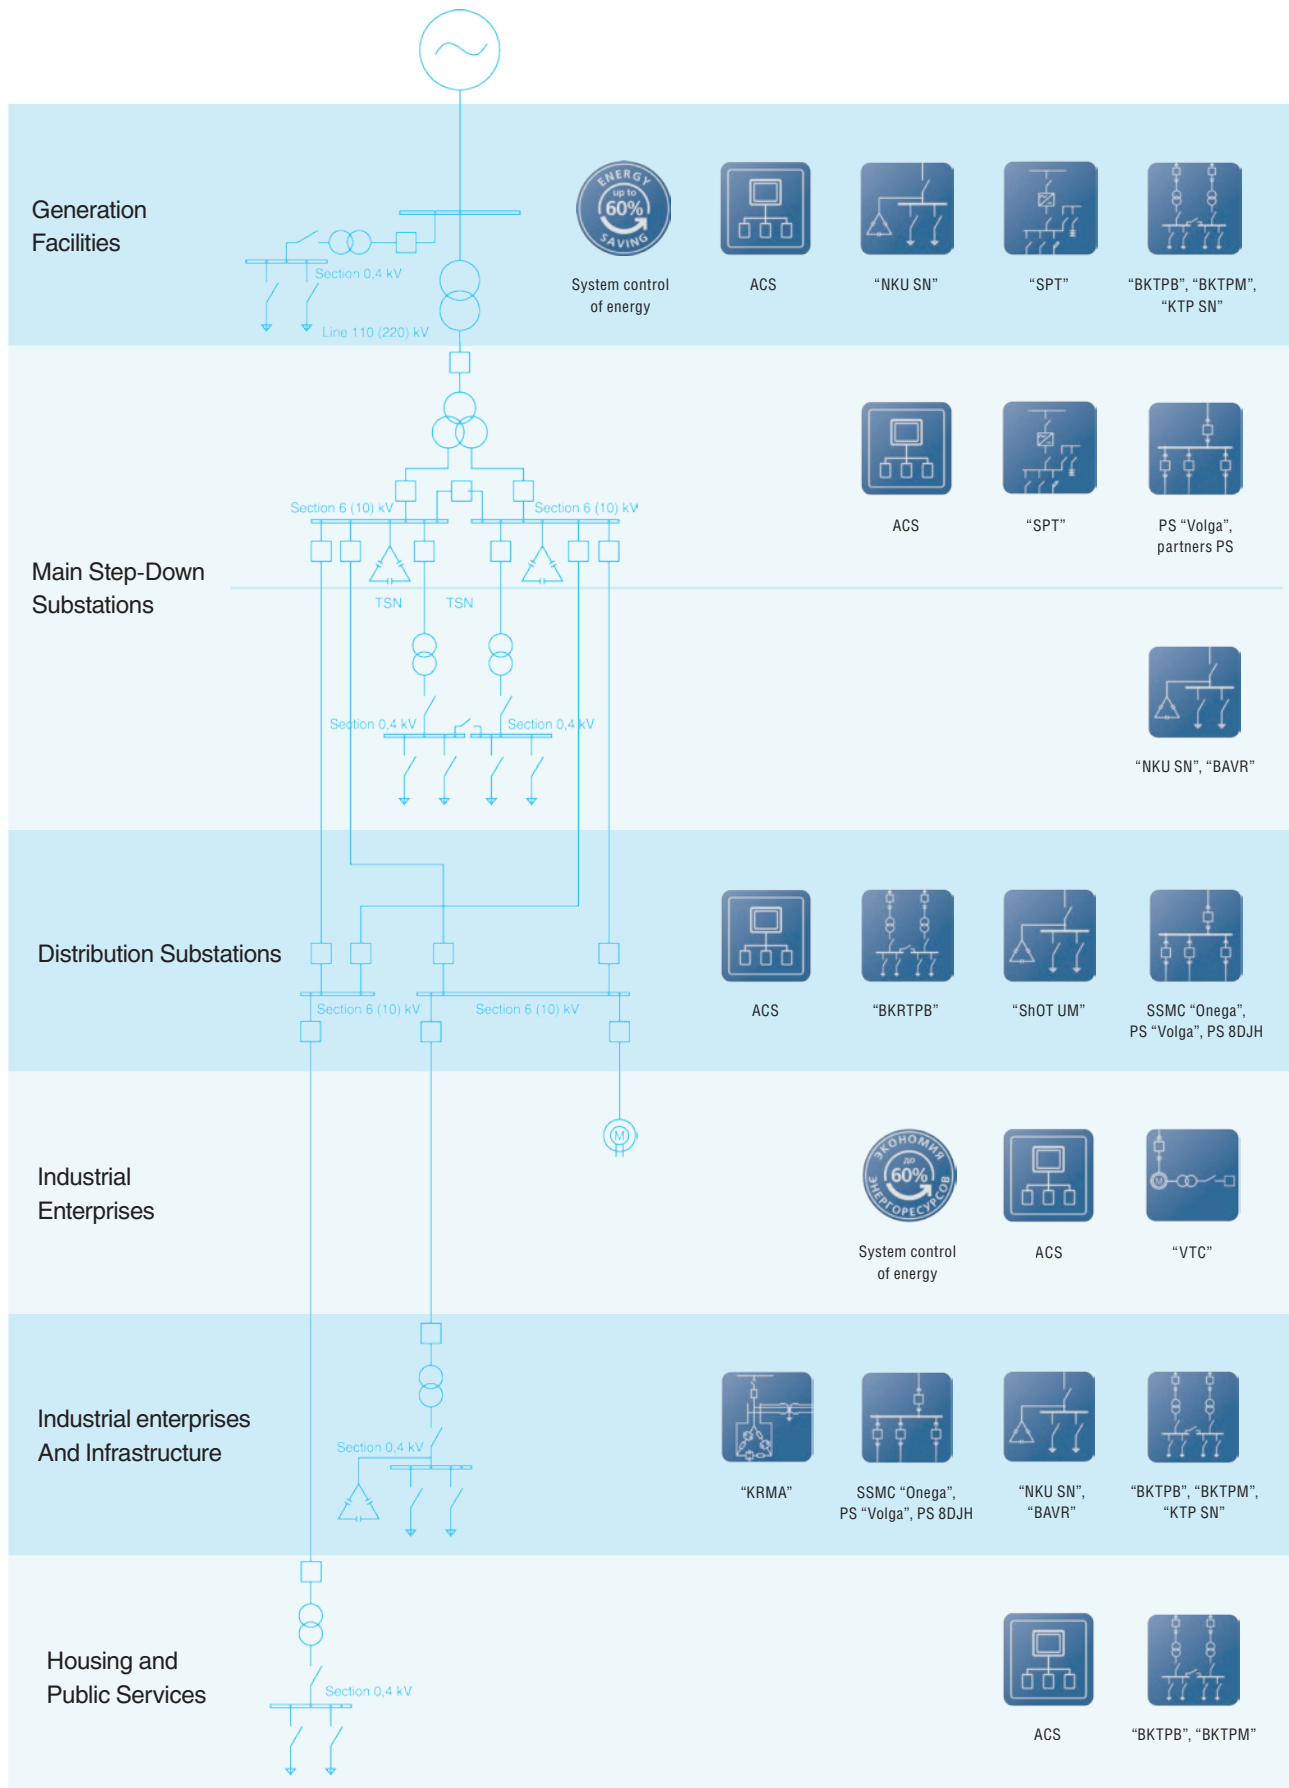 Generation
Facilities
Section 0,4 kV
Line 110 (220) kV
ENERGY
up to
60%
SAVING
System control
of energy
ACS
“NKU SN”
“SPT”
“BKTPB”, “BKTPM”,
“KTP SN”
Main Step-Down
Substations
Section 6 (10) kV
Section 6 (10) kV
TSN
TSN
Section 0,4 kV
Section 0,4 kV
ACS
“SPT”
PS “Volga”,
partners PS
“NKU SN”, “BAVR”
Distribution Substations
Section 6 (10) kV
Section 6 (10) kV
ACS
“BKRTPB”
“ShOT UM”
SSMC “Onega”,
PS “Volga”, PS 8DJH
Industrial
Enterprises
M
ЭКОНОМИЯ
до
60%
ЭНЕРГОРЕСУРСОВ
System control
of energy
ACS
M
“VTC”
Industrial enterprises
And Infrastructure
Section 0,4 kV
“KRMA”
SSMC “Onega”,
PS “Volga”, PS 8DJH
“NKU SN”,
“BAVR”
“BKTPB”, “BKTPM”,
“KTP SN”
Housing and
Public Services
Section 0,4 kV
ACS
“BKTPB”, “BKTPM”